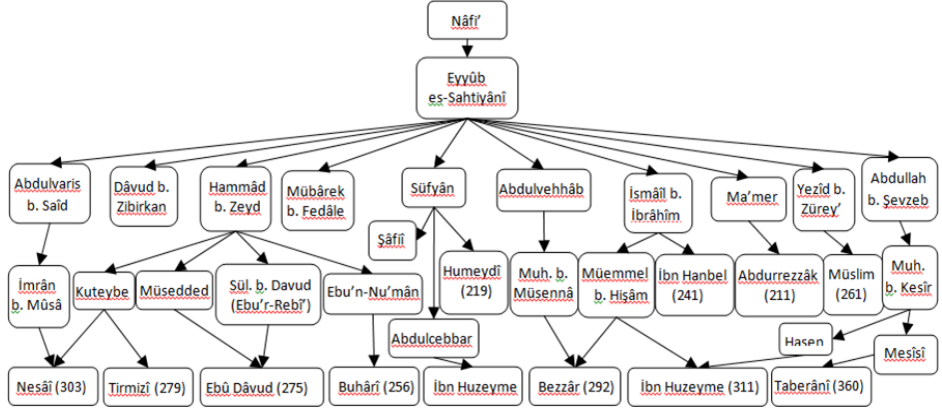 Nâfi’
Eyyûb
es-Sahtiyânî
Abdulvaris
b. Saîd
Dâvud b.
Zibirkan
Hammâd
b. Zeyd
Mübârek
b. Fedâle
Süfyân
Abdulvehhâb
İsmâîl b.
İbrâhîm
Ma’mer
Yezîd b.
Zürey’
Abdullah
b. Şevzeb
Şâfiî
İmrân
b. Mûsâ
Kuteybe
Müsedded
Sül. b. Davud
(Ebu’r-Rebî’)
Ebu’n-Nu’mân
Humeydî
(219)
Abdulcebbar
Muh. b.
Müsennâ
Müemmel
b. Hişâm
İbn Hanbel
(241)
Abdurrezzâk
(211)
Müslim
(261)
Muh.
b. Kesîr
Hasen
Mesîsî
Nesâî (303)
Tirmizî (279)
Ebû Dâvud (275)
Buhârî (256)
İbn Huzeyme
Bezzâr (292)
İbn Huzeyme (311)
Taberânî (360)